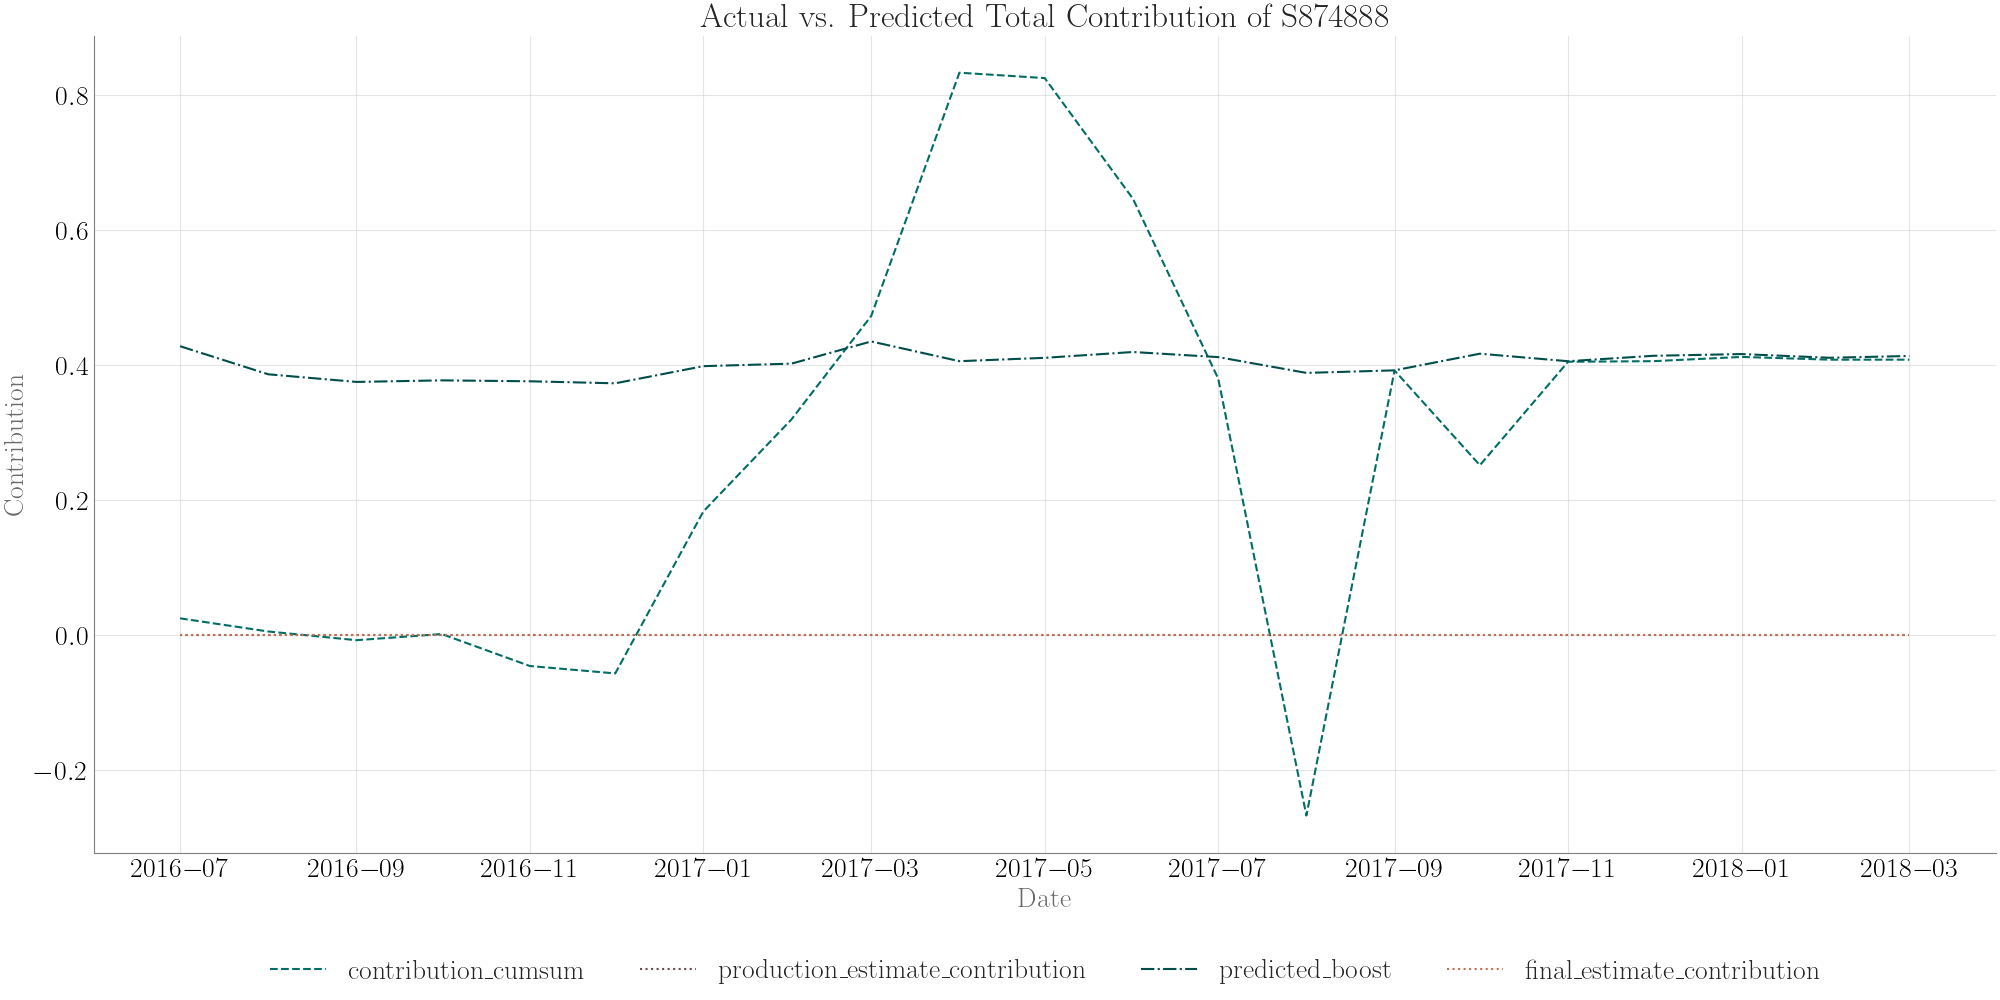 Actual vs. Predicted Total Contribution of S874888
Contribution
0.8
0.6
0.4
0.2
0.0
−0.2
2016−07 2016−09 2016−11 2017−01 2017−03 2017−05 2017−07 2017−09 2017−11 2018−01 2018−03
Date
contribution_cumsum production_estimate_contribution predicted_boost final_estimate_contribution